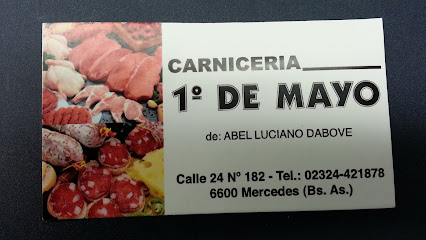 CARNICERIA
1º DE MAYO
de: ABEL LUCIANO DABOVE
Calle 24 Nº 182 - Tel.: 02324-421878
6600 Mercedes (Bs. As.)